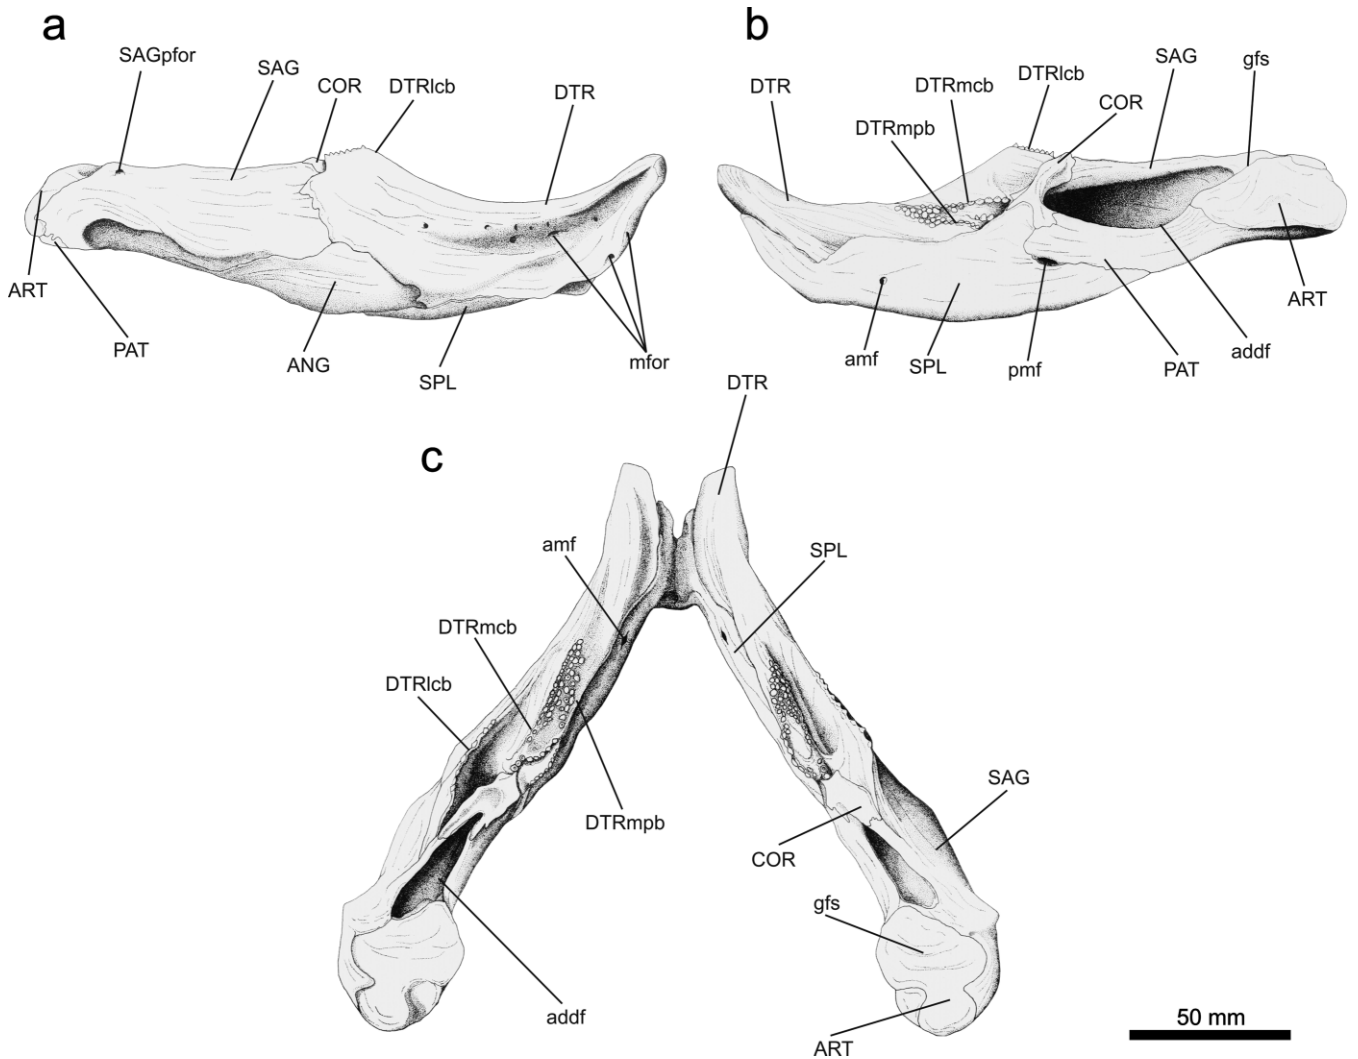 a
SAGpfor
SAG
COR
DTRlcb
DTR
ART
PAT
ANG
SPL
mfor
b
DTR
DTRmpb
DTRmcb
DTRlcb
COR
SAG
gfs
amf
SPL
pmf
PAT
addf
ART
c
DTR
amf
SPL
DTRmcb
DTRlcb
DTRmpb
SAG
COR
gfs
addf
ART
50 mm